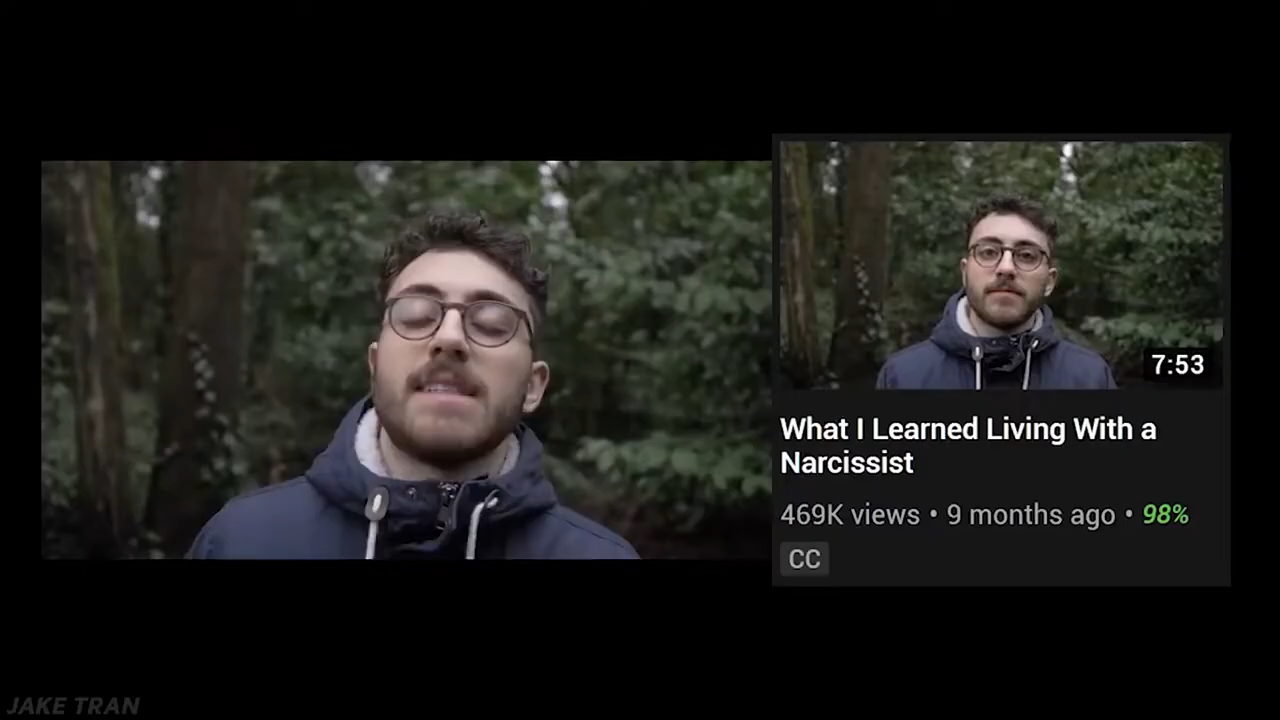 7:53
What I Learned Living With a
Narcissist
469K views • 9 months ago • 98%
CC
JAKE TRAN